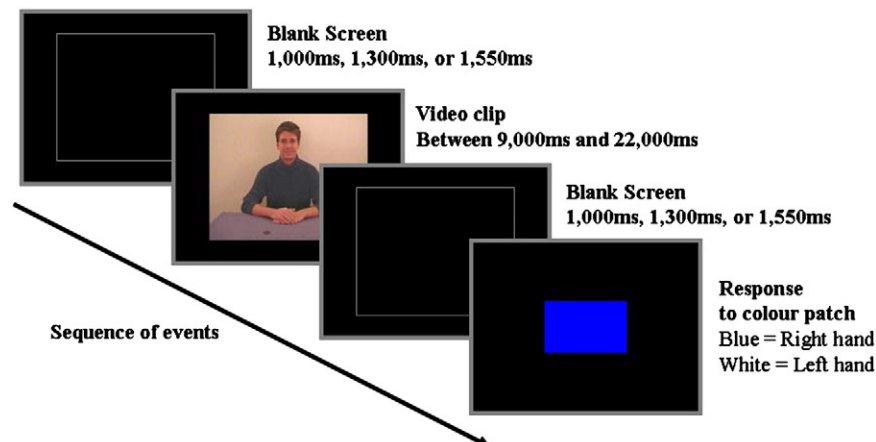 Blank Screen
1,000ms, 1,300ms, or 1,550ms
Video clip
Between 9,000ms and 22,000ms
Blank Screen
1,000ms, 1,300ms, or 1,550ms
Response
to colour patch
Blue = Right hand
White = Left hand
Sequence of events